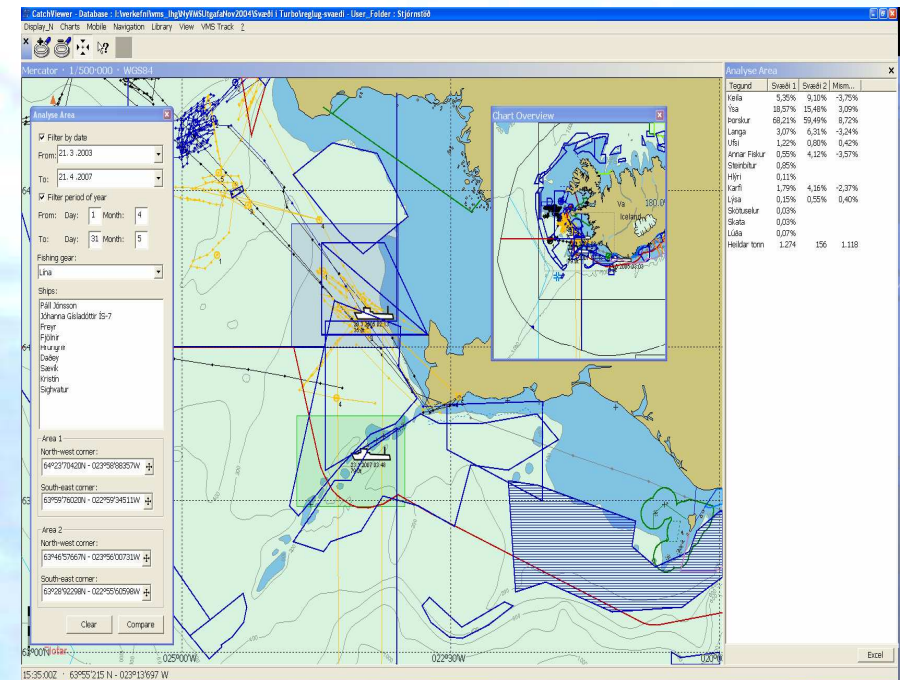 CatchViewer - Database : I:\verkefni\vms_lhg\NyVMSUtgafaNov2004\Svæði i Turbo\reglug-svaedi - User_Folder : Stjórnstöð
Display_N Charts Mobile Navigation Library View VMS Track ?
Mercator · 1/500'000 · WGS84
Analyse Area
Filter by date
From: 21. 3 .2003
To: 21. 4 .2007
Filter period of year
From: Day: 1 Month: 4
To: Day: 31 Month: 5
Fishing gear:
Lína
Ships:
Páll Jónsson
Jóhanna Gísladóttir ÍS-7
Freyr
Fjölnir
Hrungnir
Daðey
Sævík
Kristín
Sighvatur
Area 1
North-west corner:
64°23'70420N - 023°58'88357W
South-east corner:
63°59'76020N - 022°59'34511W
Area 2
North-west corner:
63°46'57667N - 023°56'00731W
South-east corner:
63°28'92298N - 022°55'60598W
Clear Compare
Chart Overview
Va
180.0
Iceland
025°00'W
022°30'W
020°
Analyse Area x
Tegund Svæði 1 Svæði 2 Mism...
Keila 5,35% 9,10% -3,75%
Ýsa 18,57% 15,48% 3,09%
Þorskur 68,21% 59,49% 8,72%
Langa 3,07% 6,31% -3,24%
Ufsi 1,22% 0,80% 0,42%
Annar Fiskur 0,55% 4,12% -3,57%
Steinbítur 0,85%
Hlýri 0,11%
Karfi 1,79% 4,16% -2,37%
Lýsa 0,15% 0,55% 0,40%
Skötuselur 0,03%
Skata 0,03%
Lúða 0,07%
Heildar tonn 1.274 156 1.118
Excel
15:35:00Z · 63°55'215 N - 023°13'697 W